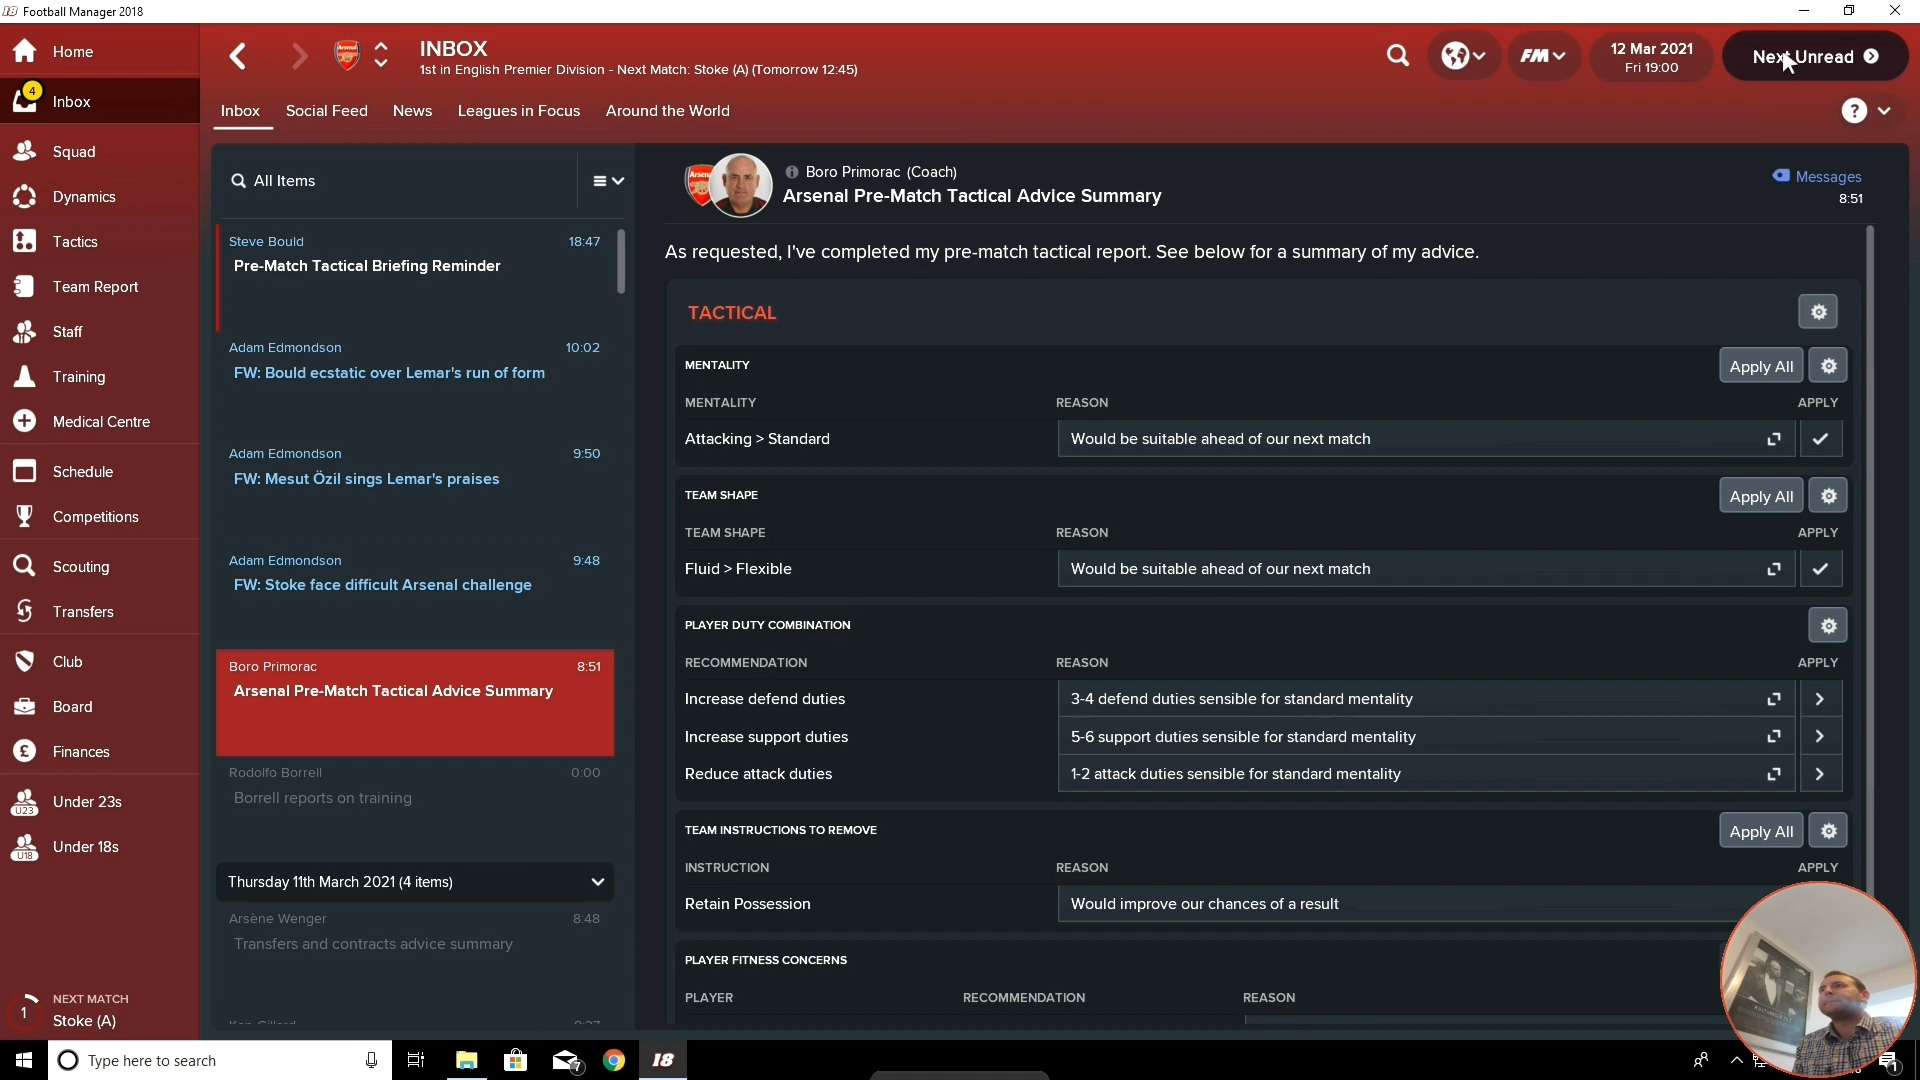 18 Football Manager 2018
Home
4
Inbox
Squad
Dynamics
Tactics
Team Report
Staff
Training
Medical Centre
Schedule
Competitions
Scouting
Transfers
Club
Board
Finances
U23
Under 23s
U18
Under 18s
1
NEXT MATCH
Stoke (A)
Arsenal
INBOX
1st in English Premier Division - Next Match: Stoke (A) (Tomorrow 12:45)
FM
12 Mar 2021
Fri 19:00
Next Unread
Inbox Social Feed News Leagues in Focus Around the World
?
All Items
Steve Bould 18:47
Pre-Match Tactical Briefing Reminder
Adam Edmondson 10:02
FW: Bould ecstatic over Lemar's run of form
Adam Edmondson 9:50
FW: Mesut Özil sings Lemar's praises
Adam Edmondson 9:48
FW: Stoke face difficult Arsenal challenge
Boro Primorac 8:51
Arsenal Pre-Match Tactical Advice Summary
Rodolfo Borrell 0:00
Borrell reports on training
Thursday 11th March 2021 (4 items)
Arsène Wenger 8:48
Transfers and contracts advice summary
Boro Primorac (Coach)
Arsenal Pre-Match Tactical Advice Summary
Messages
8:51
As requested, I've completed my pre-match tactical report. See below for a summary of my advice.
TACTICAL
MENTALITY Apply All
MENTALITY REASON APPLY
Attacking > Standard Would be suitable ahead of our next match
TEAM SHAPE Apply All
TEAM SHAPE REASON APPLY
Fluid > Flexible Would be suitable ahead of our next match
PLAYER DUTY COMBINATION
RECOMMENDATION REASON APPLY
Increase defend duties 3-4 defend duties sensible for standard mentality
Increase support duties 5-6 support duties sensible for standard mentality
Reduce attack duties 1-2 attack duties sensible for standard mentality
TEAM INSTRUCTIONS TO REMOVE Apply All
INSTRUCTION REASON APPLY
Retain Possession Would improve our chances of a result
PLAYER FITNESS CONCERNS
PLAYER RECOMMENDATION REASON
Type here to search
7
18
1